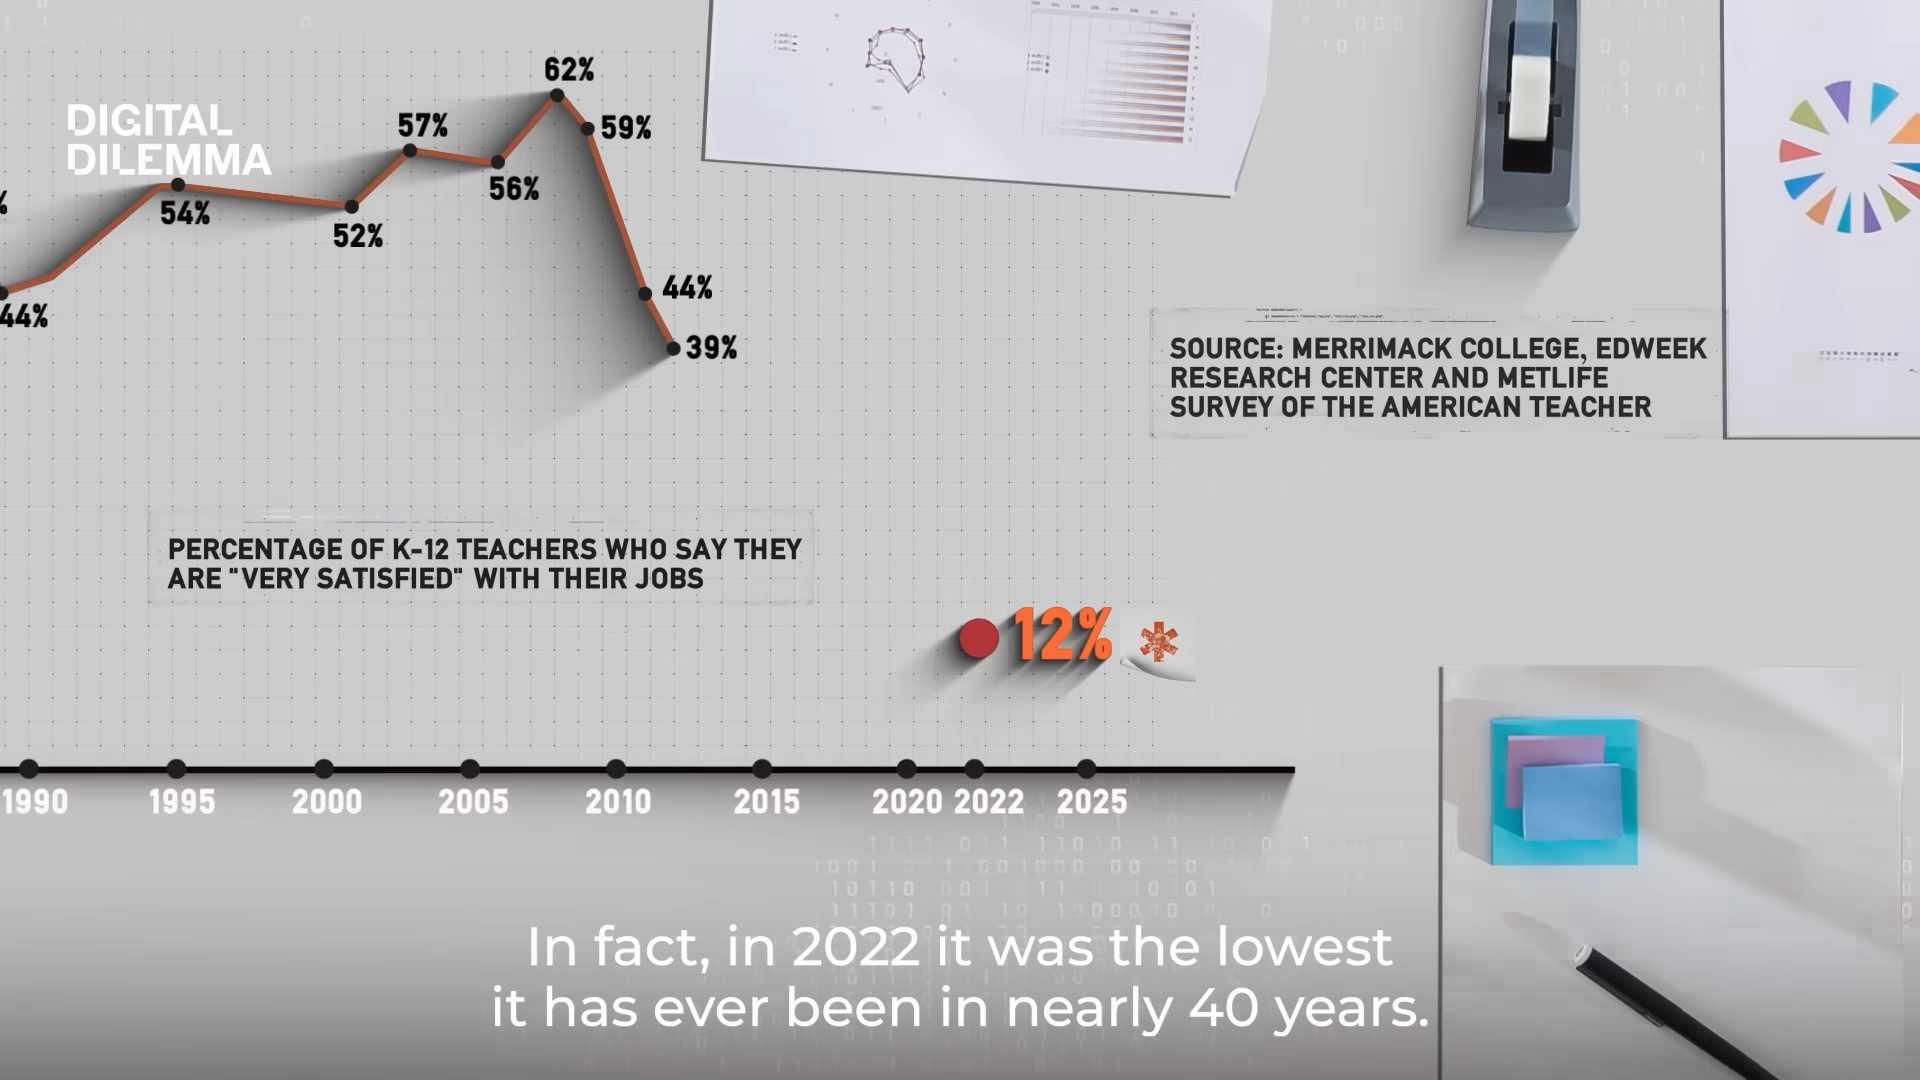 DIGITAL
DILEMMA
62%
57%
59%
56%
54%
52%
%
44%
44%
39%
SOURCE: MERRIMACK COLLEGE, EDWEEK
RESEARCH CENTER AND METLIFE
SURVEY OF THE AMERICAN TEACHER
PERCENTAGE OF K-12 TEACHERS WHO SAY THEY
ARE "VERY SATISFIED" WITH THEIR JOBS
12%
1990 1995 2000 2005 2010 2015 2020 2022 2025
In fact, in 2022 it was the lowest
it has ever been in nearly 40 years.